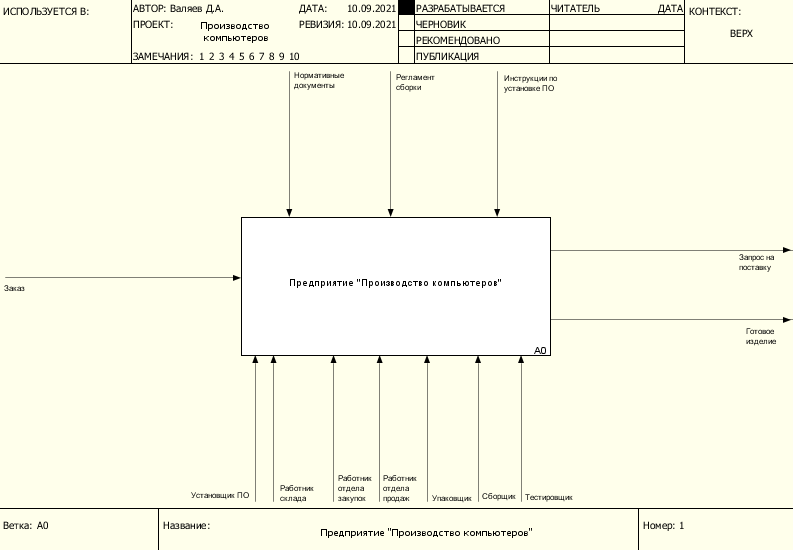 ИСПОЛЬЗУЕТСЯ В:
АВТОР: Валяев Д.А.
ДАТА: 10.09.2021
ПРОЕКТ: Производство
компьютеров
РЕВИЗИЯ: 10.09.2021
ЗАМЕЧАНИЯ: 1 2 3 4 5 6 7 8 9 10
РАЗРАБАТЫВАЕТСЯ
ЧЕРНОВИК
РЕКОМЕНДОВАНО
ПУБЛИКАЦИЯ
ЧИТАТЕЛЬ ДАТА
КОНТЕКСТ:
ВЕРХ
Нормативные
документы
Регламент
сборки
Инструкции по
установке ПО
Заказ
Предприятие "Производство компьютеров"
A0
Запрос на
поставку
Готовое
изделие
Установщик ПО
Работник
склада
Работник
отдела
закупок
Работник
отдела
продаж
Упаковщик
Сборщик
Тестировщик
Ветка: A0
Название:
Предприятие "Производство компьютеров"
Номер: 1